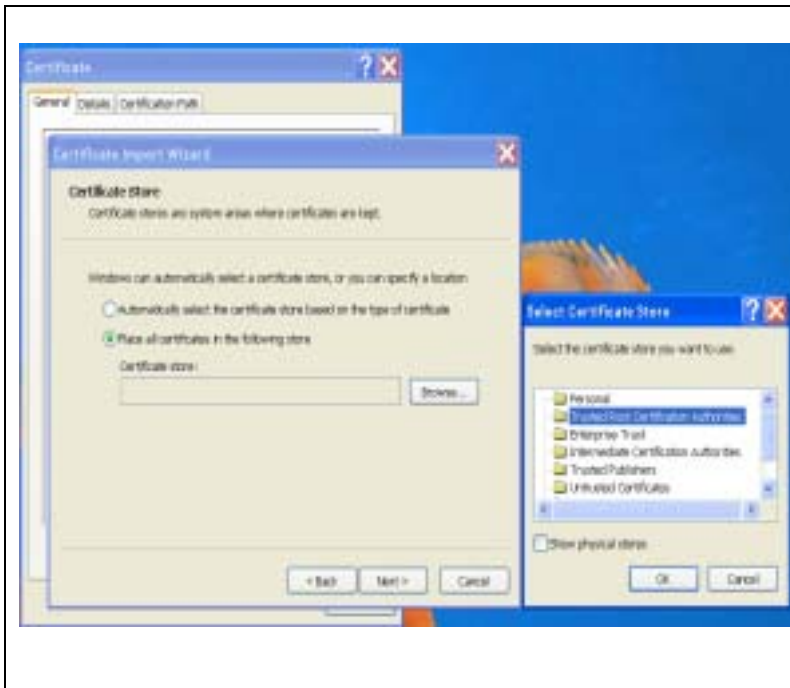 Certificate
General Details Certification Path
Certificate Import Wizard
Certificate Store
Certificate stores are system areas where certificates are kept.
Windows can automatically select a certificate store, or you can specify a location
Automatically select the certificate store based on the type of certificate
Place all certificates in the following store
Certificate store:
Browse...
< Back Next > Cancel
Select Certificate Store
Select the certificate store you want to use.
Personal
Trusted Root Certification Authorities
Enterprise Trust
Intermediate Certification Authorities
Trusted Publishers
Untrusted Certificates
Show physical stores
OK Cancel